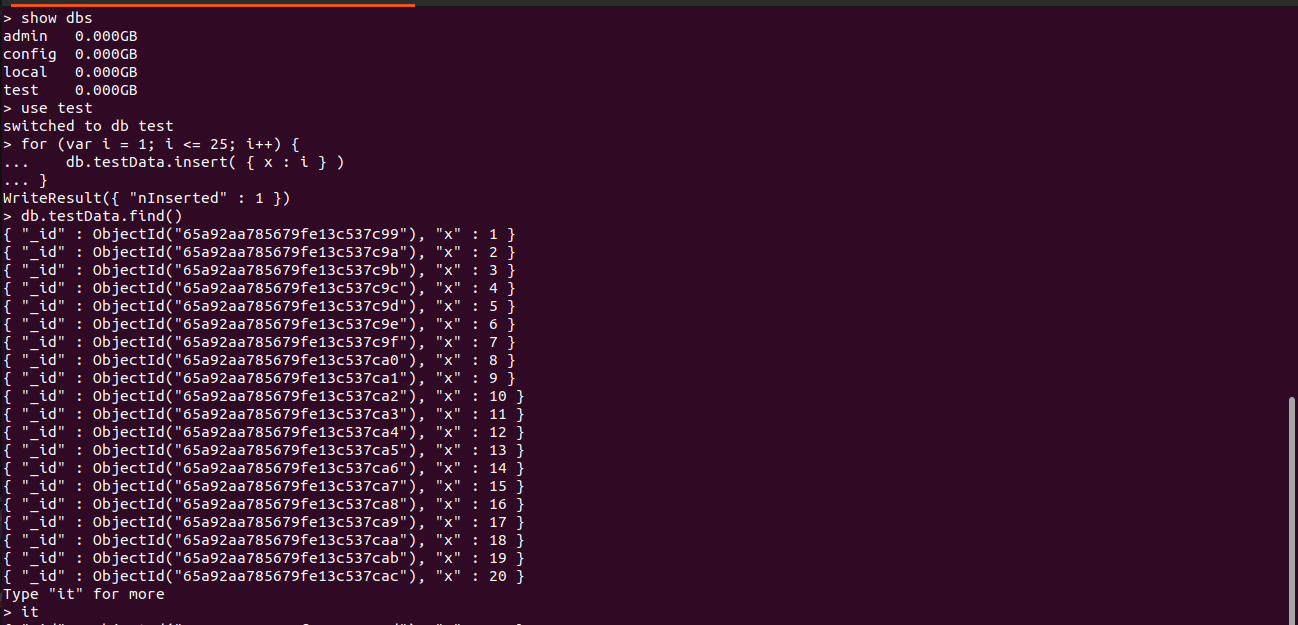 > show dbs
admin   0.000GB
config  0.000GB
local   0.000GB
test    0.000GB
> use test
switched to db test
> for (var i = 1; i <= 25; i++) {
...    db.testData.insert( { x : i } )
... }
WriteResult({ "nInserted" : 1 })
> db.testData.find()
{ "_id" : ObjectId("65a92aa785679fe13c537c99"), "x" : 1 }
{ "_id" : ObjectId("65a92aa785679fe13c537c9a"), "x" : 2 }
{ "_id" : ObjectId("65a92aa785679fe13c537c9b"), "x" : 3 }
{ "_id" : ObjectId("65a92aa785679fe13c537c9c"), "x" : 4 }
{ "_id" : ObjectId("65a92aa785679fe13c537c9d"), "x" : 5 }
{ "_id" : ObjectId("65a92aa785679fe13c537c9e"), "x" : 6 }
{ "_id" : ObjectId("65a92aa785679fe13c537c9f"), "x" : 7 }
{ "_id" : ObjectId("65a92aa785679fe13c537ca0"), "x" : 8 }
{ "_id" : ObjectId("65a92aa785679fe13c537ca1"), "x" : 9 }
{ "_id" : ObjectId("65a92aa785679fe13c537ca2"), "x" : 10 }
{ "_id" : ObjectId("65a92aa785679fe13c537ca3"), "x" : 11 }
{ "_id" : ObjectId("65a92aa785679fe13c537ca4"), "x" : 12 }
{ "_id" : ObjectId("65a92aa785679fe13c537ca5"), "x" : 13 }
{ "_id" : ObjectId("65a92aa785679fe13c537ca6"), "x" : 14 }
{ "_id" : ObjectId("65a92aa785679fe13c537ca7"), "x" : 15 }
{ "_id" : ObjectId("65a92aa785679fe13c537ca8"), "x" : 16 }
{ "_id" : ObjectId("65a92aa785679fe13c537ca9"), "x" : 17 }
{ "_id" : ObjectId("65a92aa785679fe13c537caa"), "x" : 18 }
{ "_id" : ObjectId("65a92aa785679fe13c537cab"), "x" : 19 }
{ "_id" : ObjectId("65a92aa785679fe13c537cac"), "x" : 20 }
Type "it" for more
> it